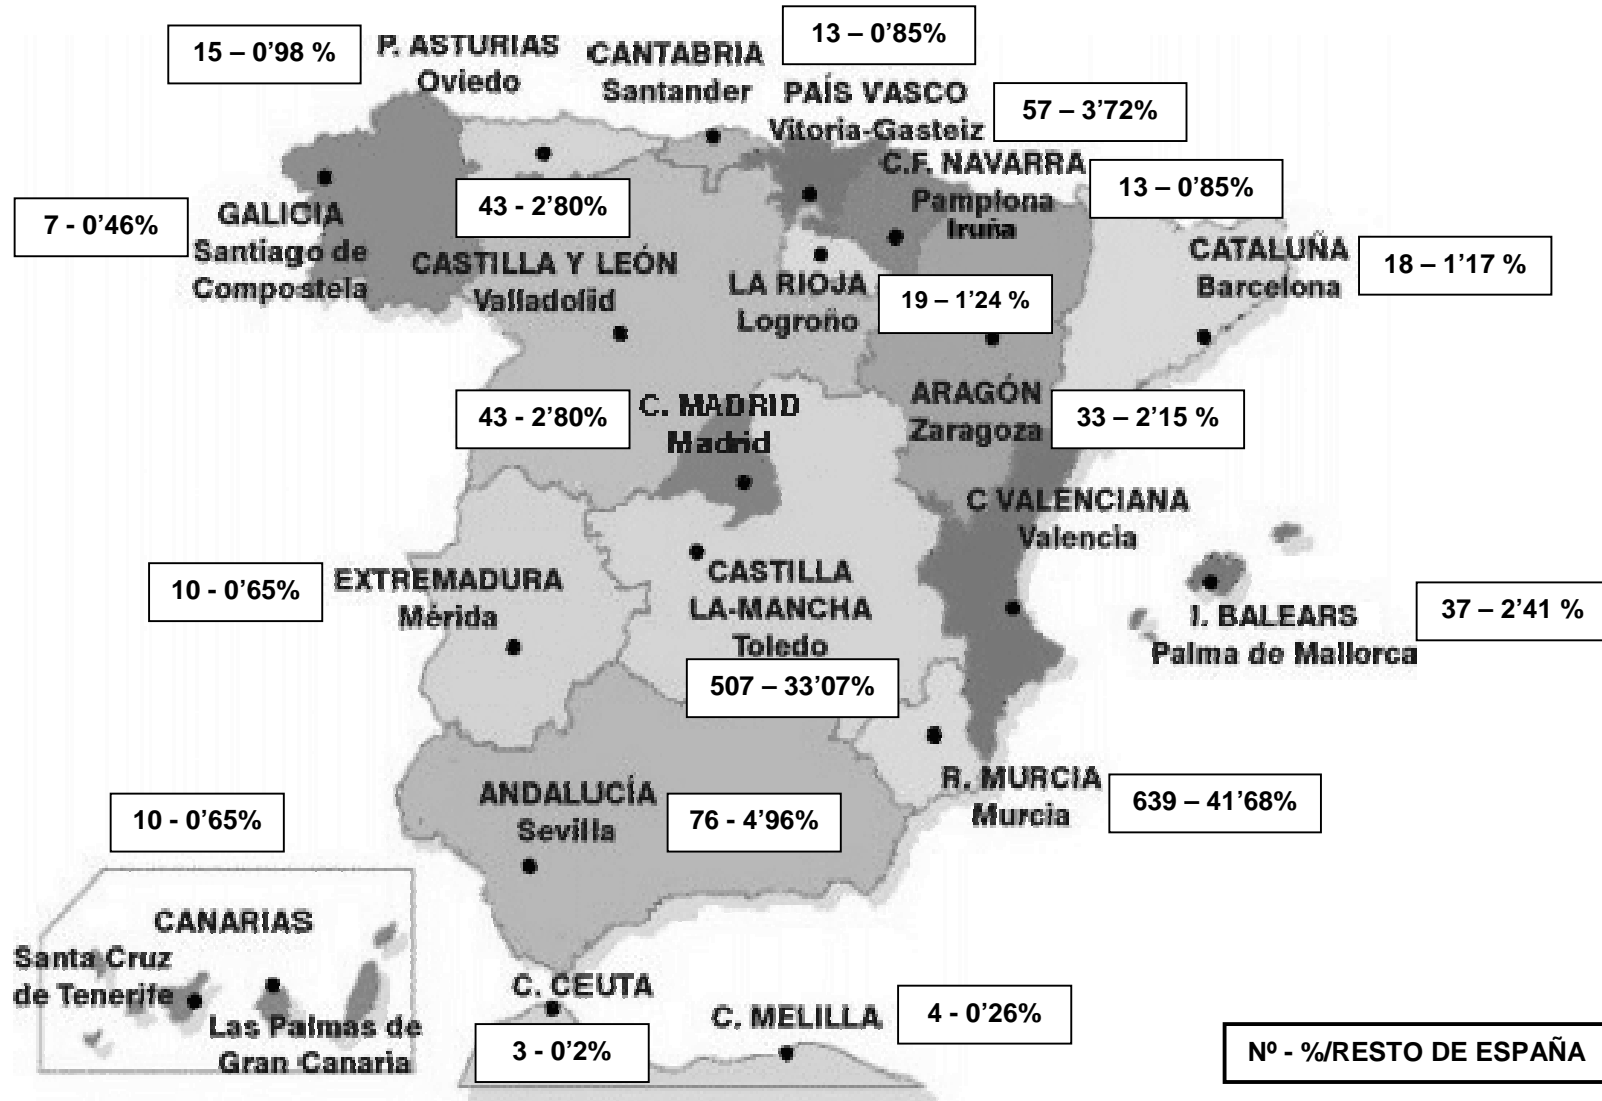 13 – 0’85%
15 – 0’98 %
P. ASTURIAS
Oviedo
CANTABRIA
Santander
PAÍS VASCO
Vitoria-Gasteiz
57 – 3’72%
C.F. NAVARRA
Pamplona
Iruña
13 – 0’85%
7 - 0’46%
GALICIA
Santiago de
Compostela
43 - 2’80%
CASTILLA Y LEÓN
Valladolid
LA RIOJA
Logroño
19 – 1’24 %
CATALUÑA
Barcelona
18 – 1’17 %
43 - 2’80%
C. MADRID
Madrid
ARAGÓN
Zaragoza
33 – 2’15 %
C VALENCIANA
Valencia
10 - 0’65%
EXTREMADURA
Mérida
CASTILLA
LA-MANCHA
Toledo
507 – 33’07%
I. BALEARS
Palma de Mallorca
37 – 2’41 %
ANDALUCÍA
Sevilla
76 - 4’96%
R. MURCIA
Murcia
639 – 41’68%
10 - 0’65%
CANARIAS
Santa Cruz
de Tenerife
Las Palmas de
Gran Canaria
C. CEUTA
3 - 0’2%
C. MELILLA
4 - 0’26%
Nº - %/RESTO DE ESPAÑA